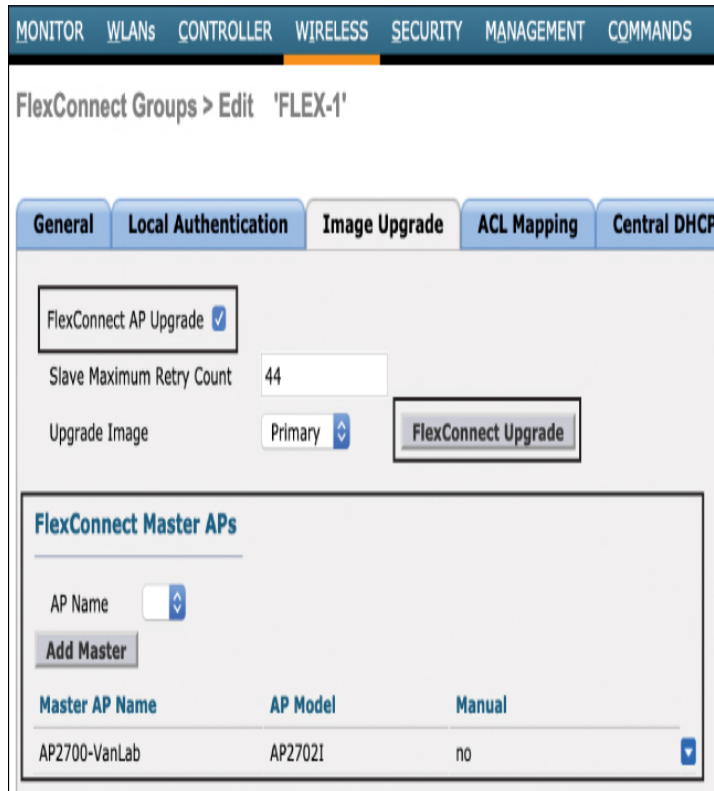 MONITOR WLANs CONTROLLER WIRELESS SECURITY MANAGEMENT COMMANDS
FlexConnect Groups > Edit 'FLEX-1'
General Local Authentication Image Upgrade ACL Mapping Central DHCP
FlexConnect AP Upgrade
Slave Maximum Retry Count 44
Upgrade Image Primary FlexConnect Upgrade
FlexConnect Master APs
AP Name
Add Master
Master AP Name AP Model Manual
AP2700-VanLab AP2702I no